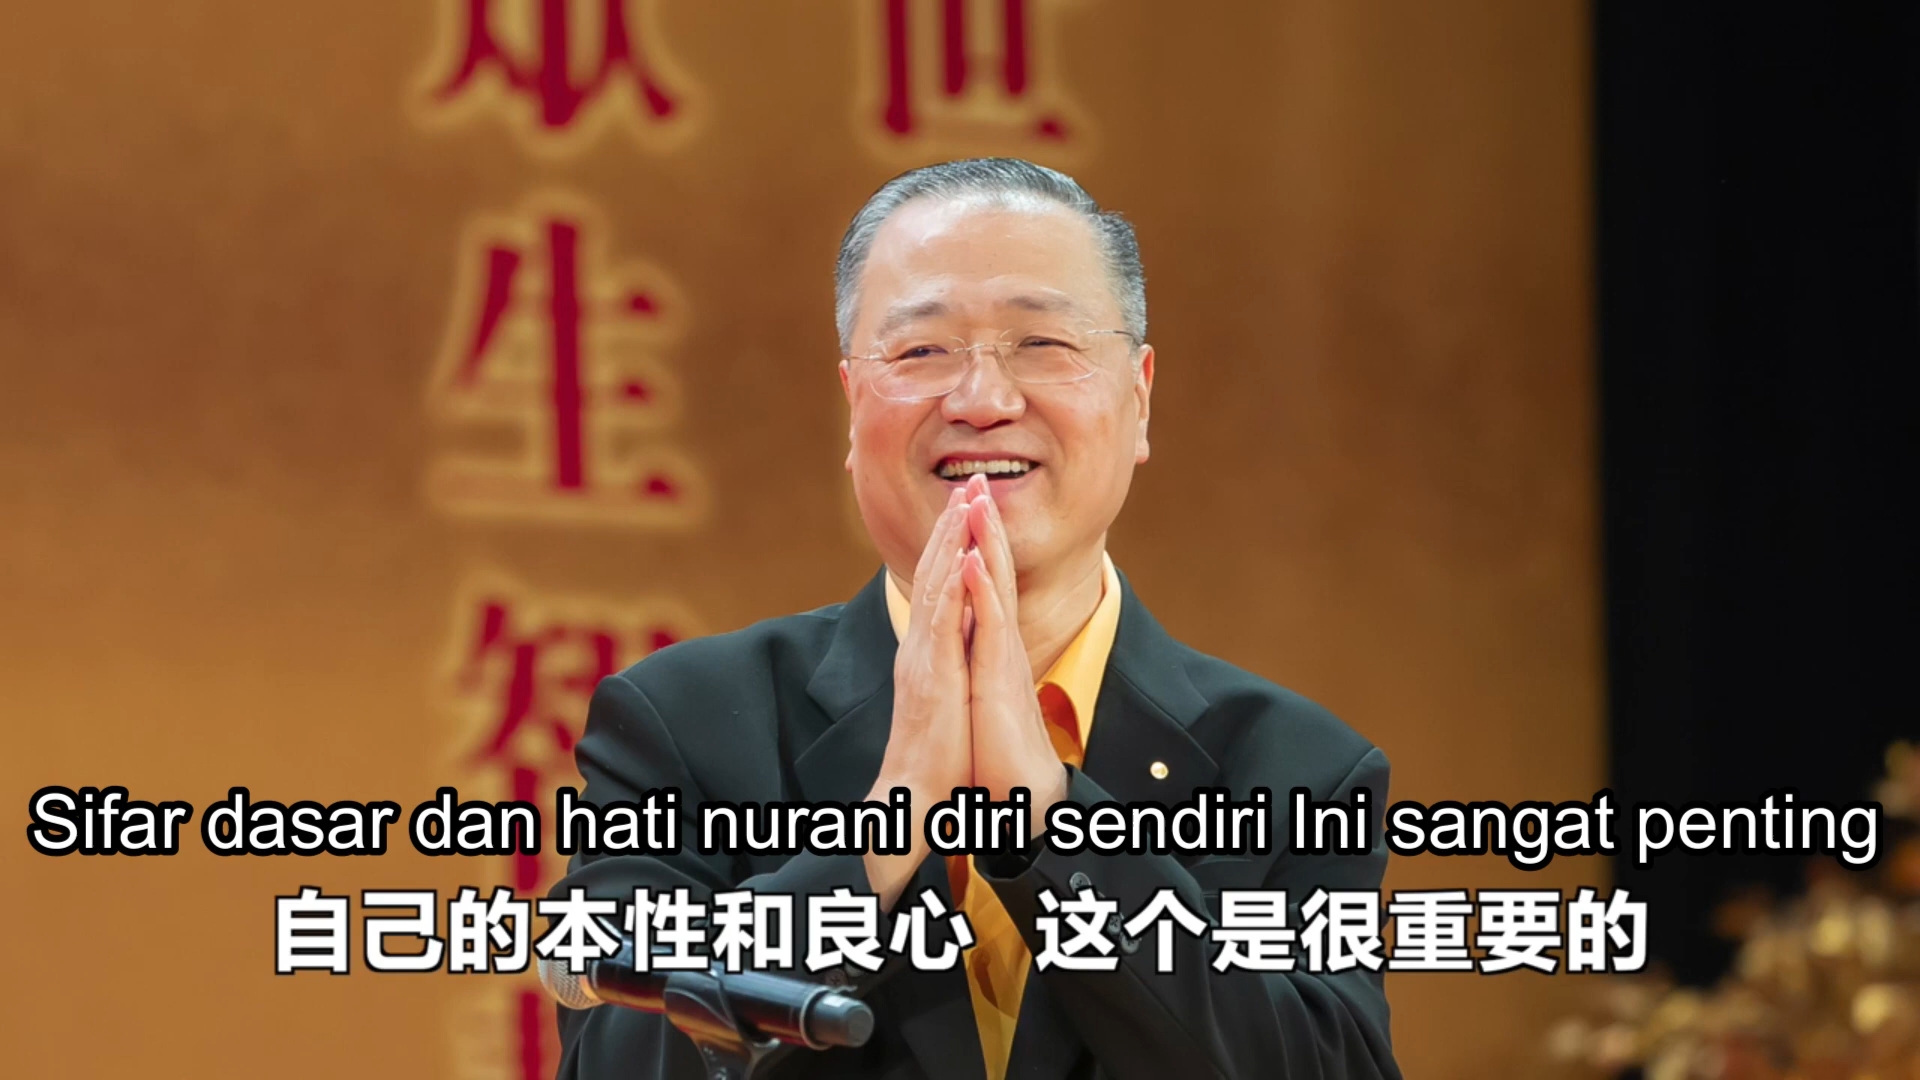 生
Sifar dasar dan hati nurani diri sendiri Ini sangat penting
自己的本性和良心 这个是很重要的